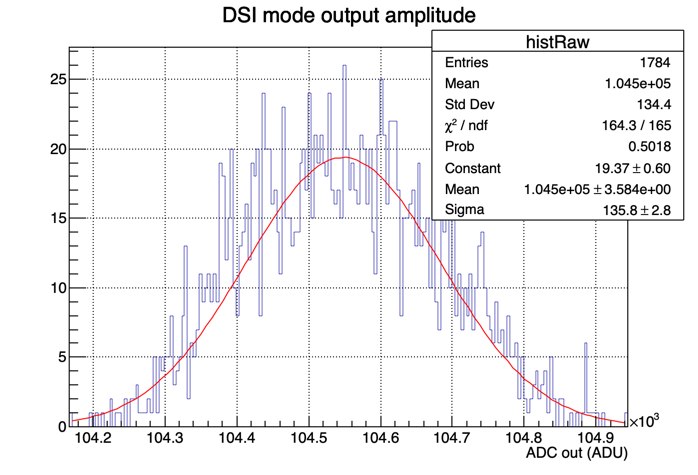 DSI mode output amplitude
histRaw
Entries 1784
Mean 1.045e+05
Std Dev 134.4
χ² / ndf 164.3 / 165
Prob 0.5018
Constant 19.37 ± 0.60
Mean 1.045e+05 ± 3.584e+00
Sigma 135.8 ± 2.8
25
20
15
10
5
0
104.2 104.3 104.4 104.5 104.6 104.7 104.8 104.9
×10³
ADC out (ADU)